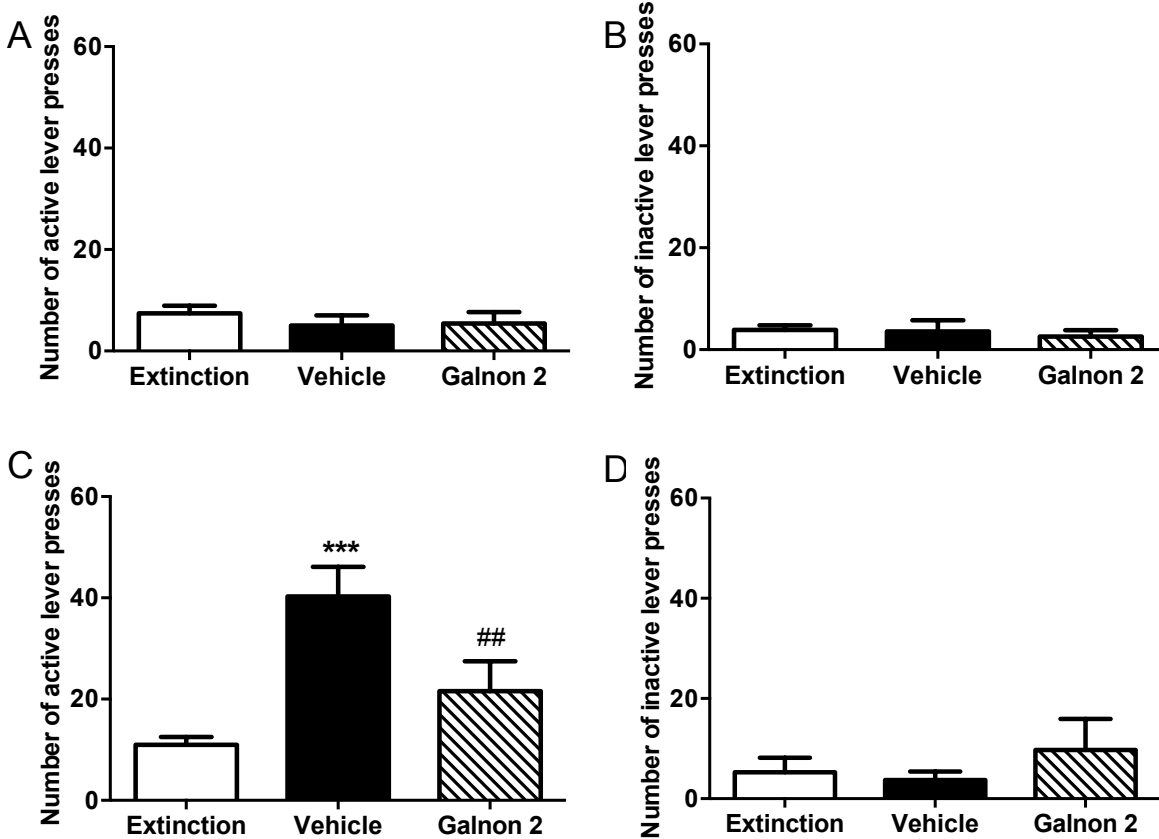 A
Number of active lever presses
60
40
20
0
Extinction
Vehicle
Galnon 2
B
Number of inactive lever presses
60
40
20
0
Extinction
Vehicle
Galnon 2
C
Number of active lever presses
60
40
20
0
***
##
Extinction
Vehicle
Galnon 2
D
Number of inactive lever presses
60
40
20
0
Extinction
Vehicle
Galnon 2